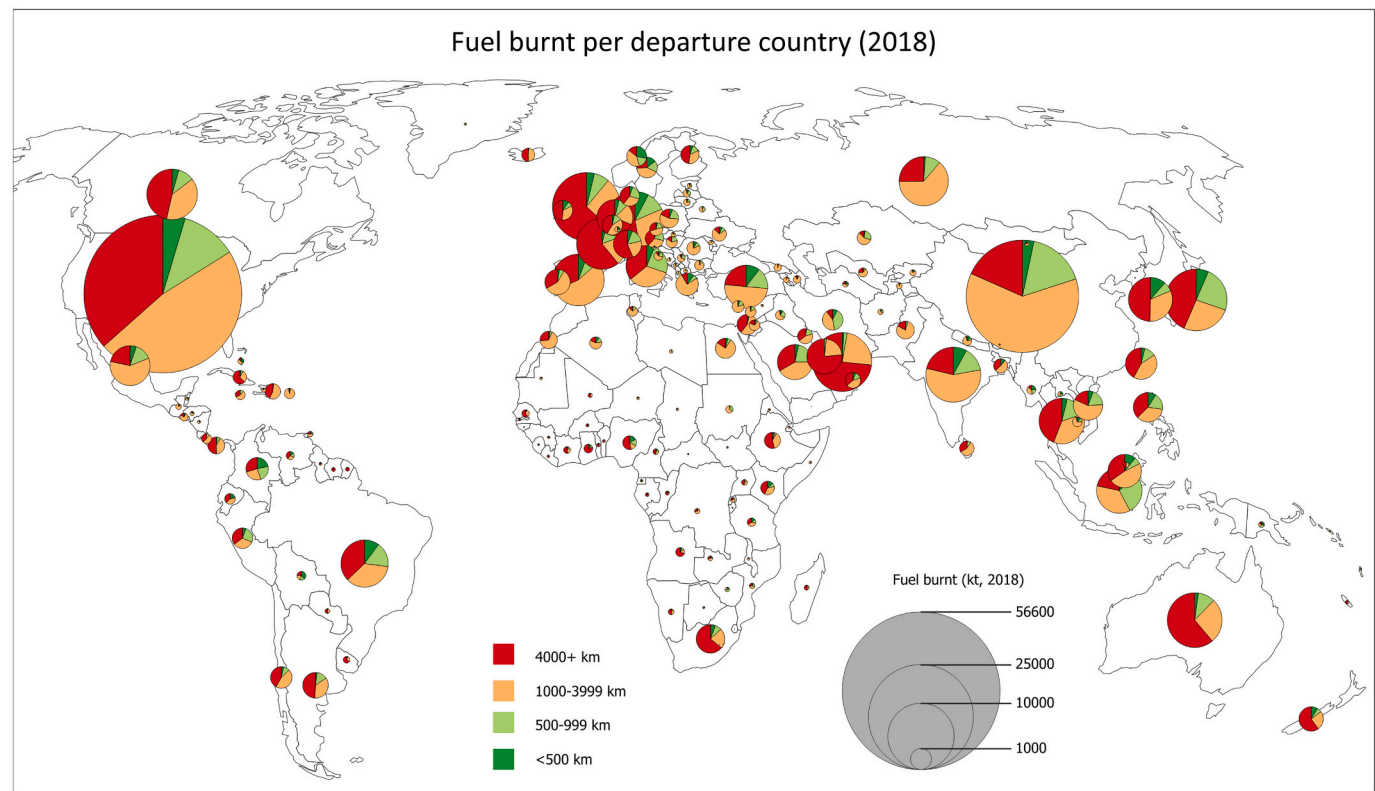 Fuel burnt per departure country (2018)
Fuel burnt (kt, 2018)
56600
25000
10000
1000
4000+ km
1000-3999 km
500-999 km
<500 km